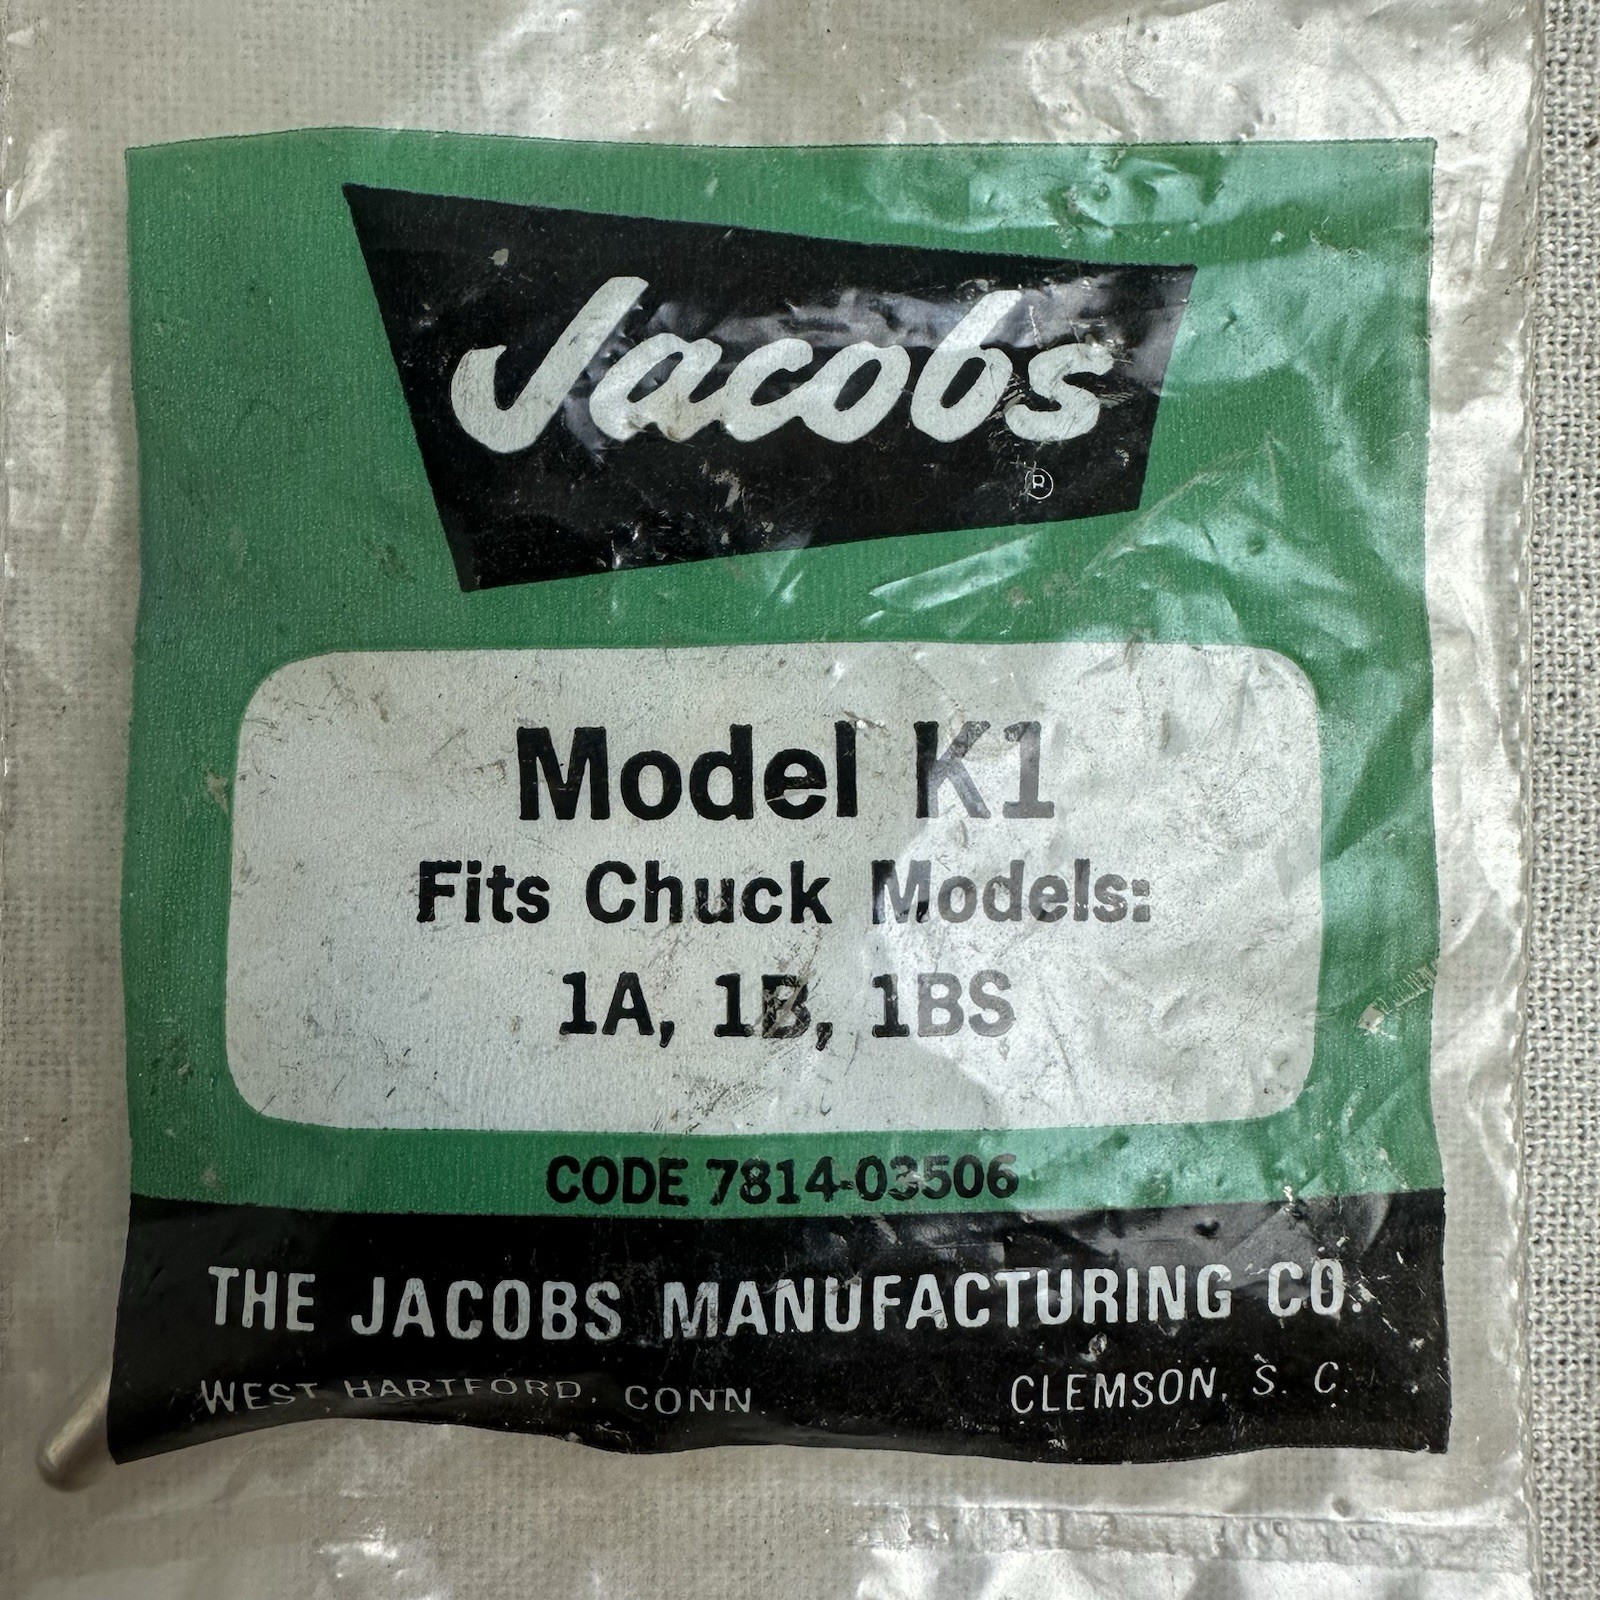 Jacobs
®
Model K1
Fits Chuck Models:
1A, 1B, 1BS
CODE 7814-03506
THE JACOBS MANUFACTURING CO.
WEST HARTFORD, CONN. CLEMSON, S. C.